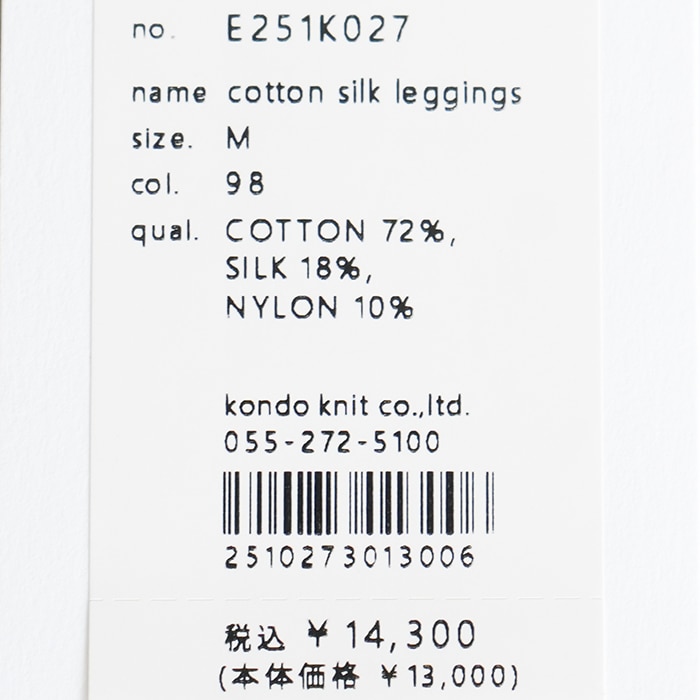 no. E251K027
name cotton silk leggings
size. M
col. 98
qual. COTTON 72%,
SILK 18%,
NYLON 10%
kondo knit co.,ltd.
055-272-5100
2510273013006
税込 ¥ 14,300
(本体価格 ¥13,000)